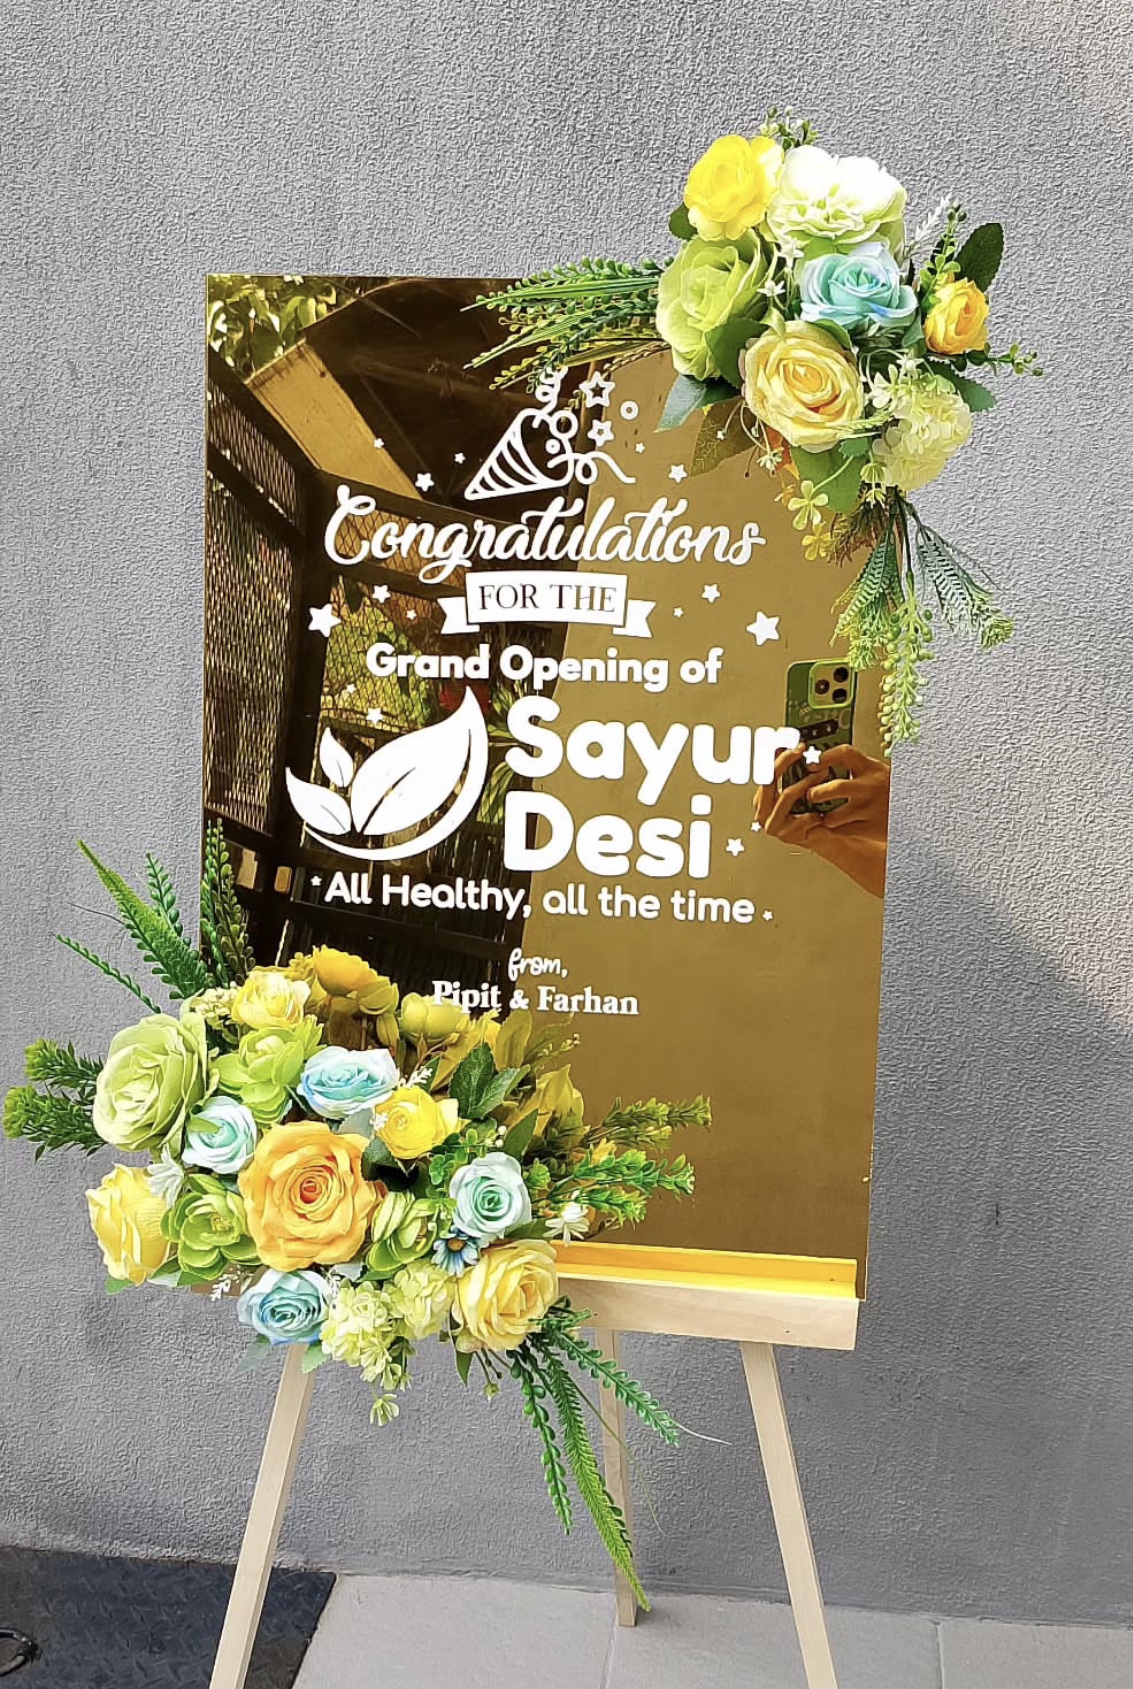 Congratulations
FOR THE
Grand Opening of
Sayur
Desi
All Healthy, all the time
from,
Pipit & Farhan